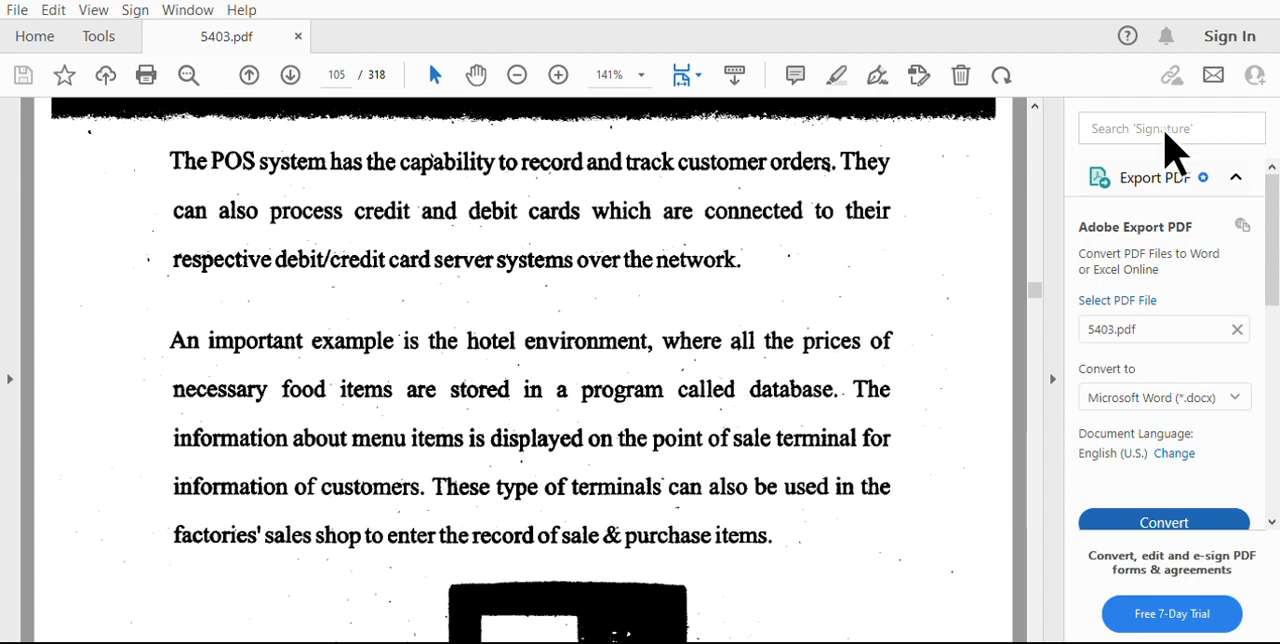 File Edit View Sign Window Help
Home Tools 5403.pdf × ? Sign In
105 / 318 141%
Search 'Signature'
Export PDF
Adobe Export PDF
Convert PDF Files to Word
or Excel Online
Select PDF File
5403.pdf
Convert to
Microsoft Word (*.docx)
Document Language:
English (U.S.) Change
Convert
Convert, edit and e-sign PDF
forms & agreements
Free 7-Day Trial
The POS system has the capability to record and track customer orders. They
can also process credit and debit cards which are connected to their
respective debit/credit card server systems over the network.
An important example is the hotel environment, where all the prices of
necessary food items are stored in a program called database. The
information about menu items is displayed on the point of sale terminal for
information of customers. These type of terminals can also be used in the
factories' sales shop to enter the record of sale & purchase items.